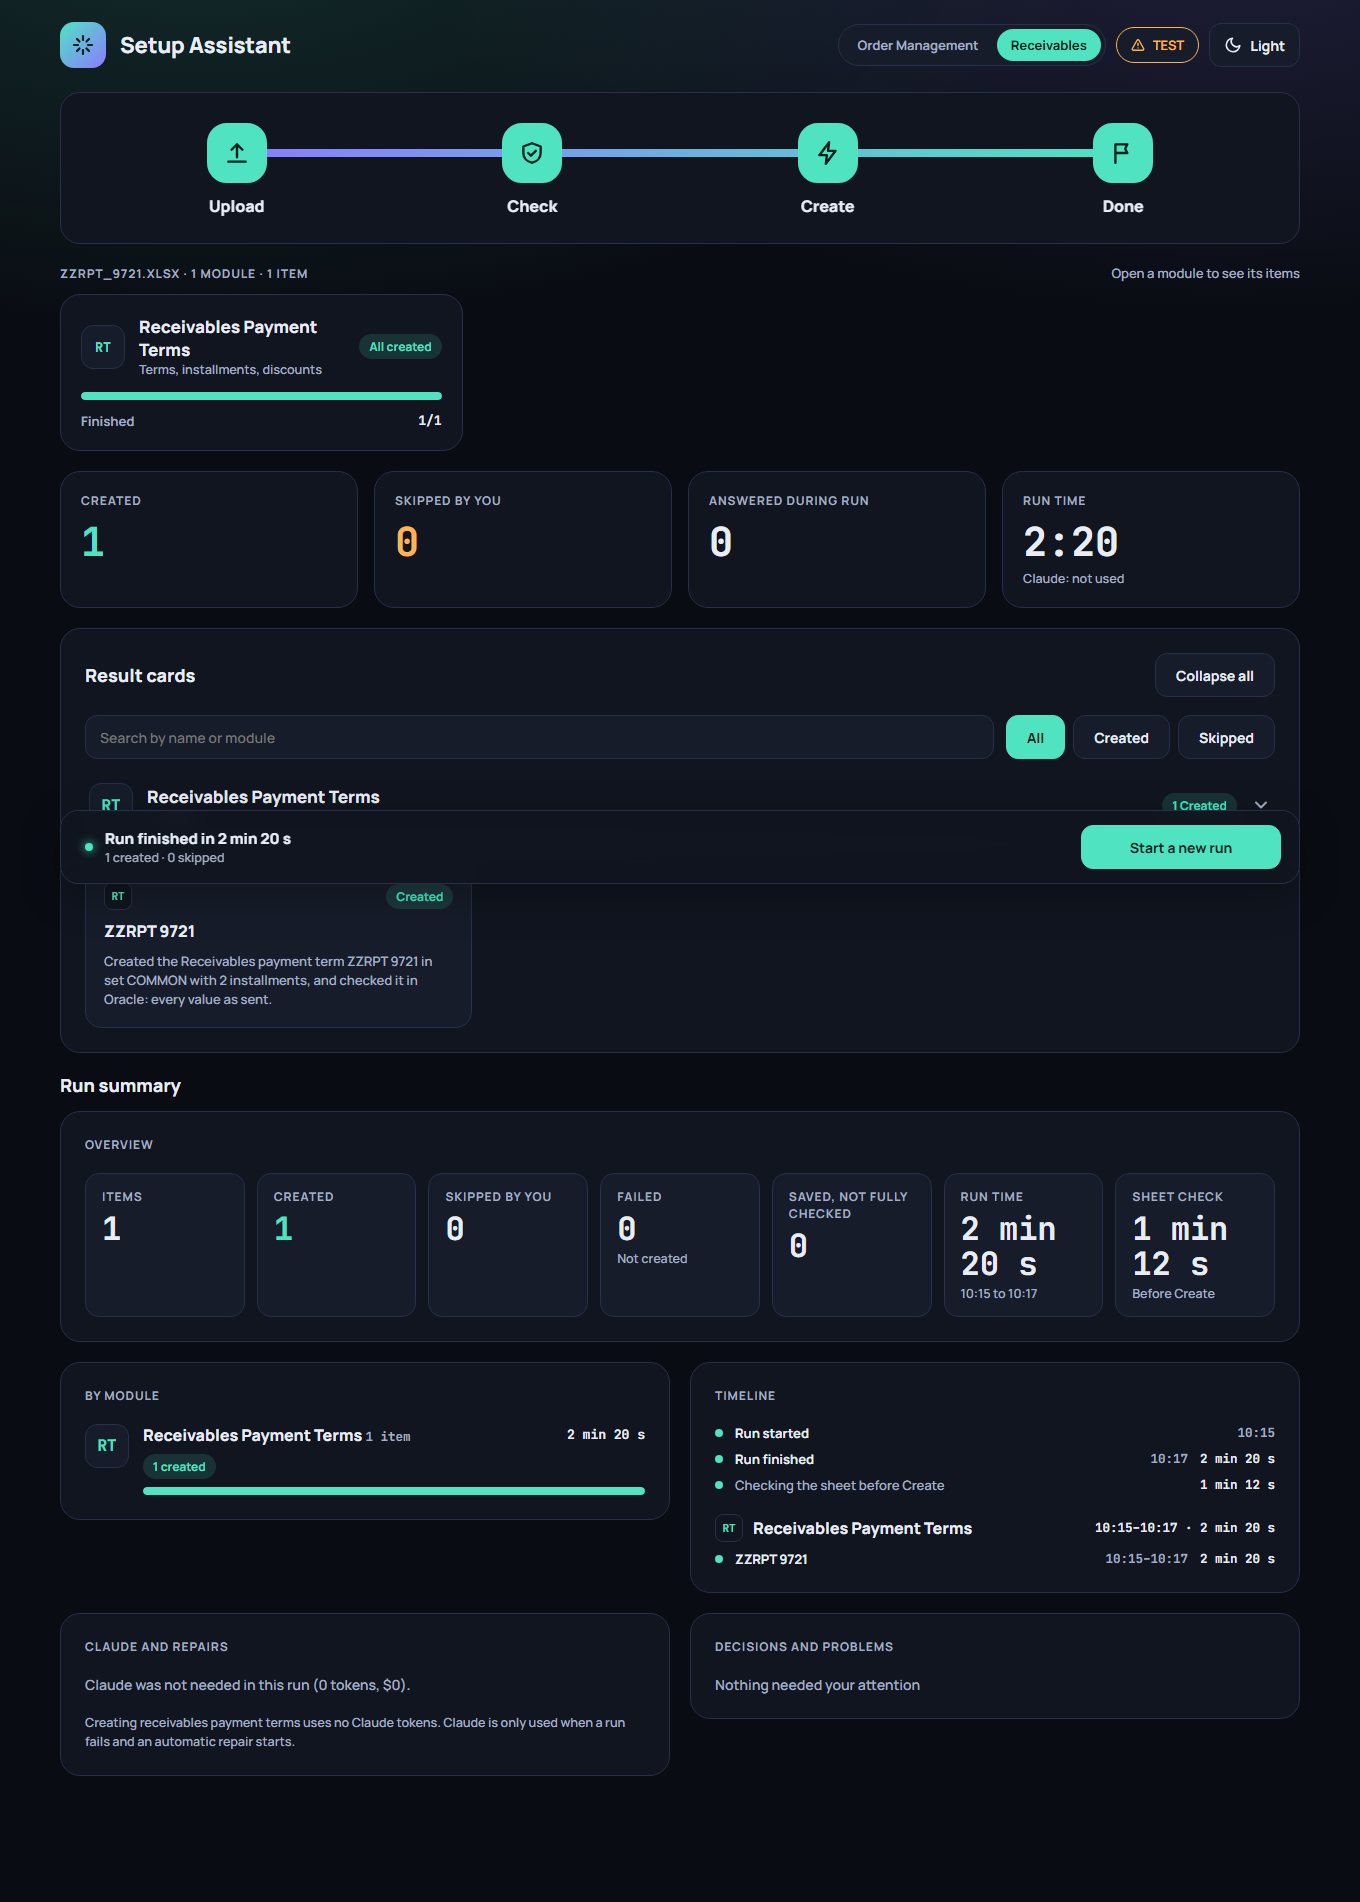 Setup Assistant
Order Management
Receivables
TEST
Light
Upload
Check
Create
Done
ZZRPT_9721.XLSX · 1 MODULE · 1 ITEM
Open a module to see its items
RT
Receivables Payment
Terms
Terms, installments, discounts
All created
Finished
1/1
CREATED
1
SKIPPED BY YOU
0
ANSWERED DURING RUN
0
RUN TIME
2:20
Claude: not used
Result cards
Collapse all
Search by name or module
All
Created
Skipped
RT
Receivables Payment Terms
1 Created
Run finished in 2 min 20 s
1 created · 0 skipped
Start a new run
RT
Created
ZZRPT 9721
Created the Receivables payment term ZZRPT 9721 in
set COMMON with 2 installments, and checked it in
Oracle: every value as sent.
Run summary
OVERVIEW
ITEMS
1
CREATED
1
SKIPPED BY YOU
0
FAILED
0
Not created
SAVED, NOT FULLY
CHECKED
0
RUN TIME
2 min
20 s
10:15 to 10:17
SHEET CHECK
1 min
12 s
Before Create
BY MODULE
RT
Receivables Payment Terms 1 item
2 min 20 s
1 created
TIMELINE
Run started
10:15
Run finished
10:17 2 min 20 s
Checking the sheet before Create
1 min 12 s
RT
Receivables Payment Terms
10:15–10:17 · 2 min 20 s
ZZRPT 9721
10:15–10:17 2 min 20 s
CLAUDE AND REPAIRS
Claude was not needed in this run (0 tokens, $0).
Creating receivables payment terms uses no Claude tokens. Claude is only used when a run
fails and an automatic repair starts.
DECISIONS AND PROBLEMS
Nothing needed your attention